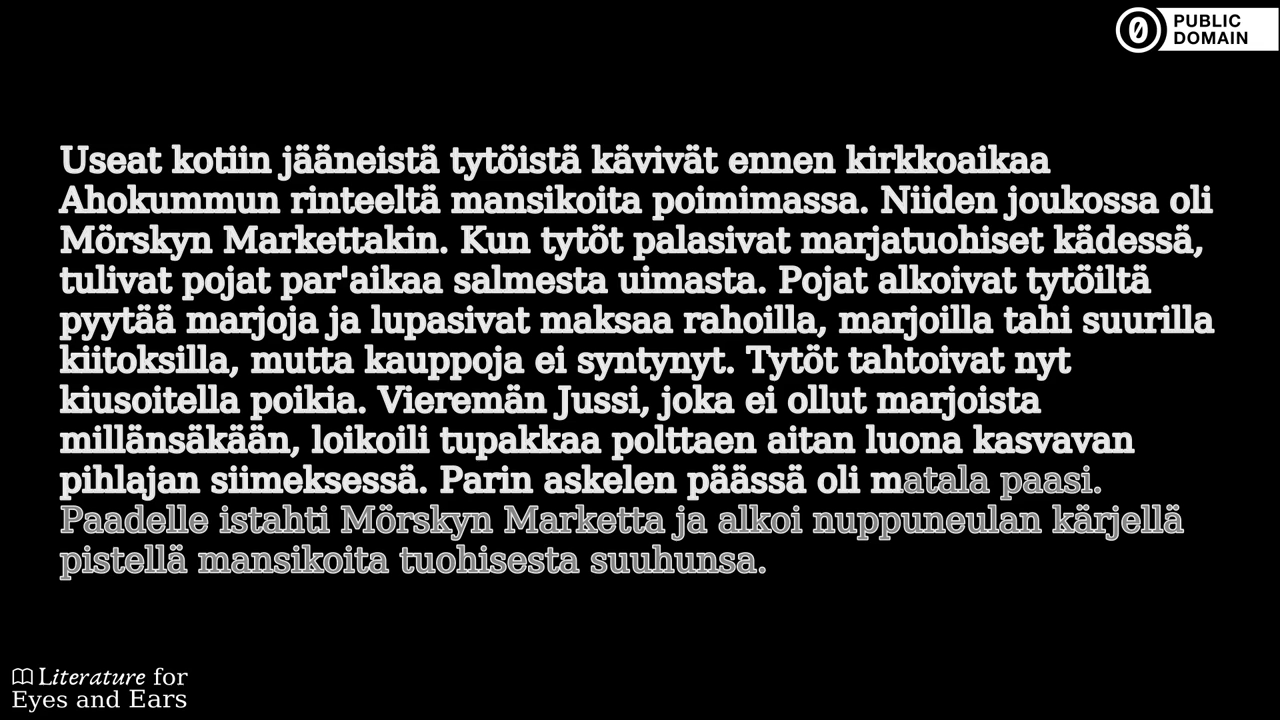 PUBLIC
DOMAIN
Useat kotiin jääneistä tytöistä kävivät ennen kirkkoaikaa
Ahokummun rinteeltä mansikoita poimimassa. Niiden joukossa oli
Mörskyn Markettakin. Kun tytöt palasivat marjatuohiset kädessä,
tulivat pojat par'aikaa salmesta uimasta. Pojat alkoivat tytöiltä
pyytää marjoja ja lupasivat maksaa rahoilla, marjoilla tahi suurilla
kiitoksilla, mutta kauppoja ei syntynyt. Tytöt tahtoivat nyt
kiusoitella poikia. Vieremän Jussi, joka ei ollut marjoista
millänsäkään, loikoili tupakkaa polttaen aitan luona kasvavan
pihlajan siimeksessä. Parin askelen päässä oli matala paasi.
Paadelle istahti Mörskyn Marketta ja alkoi nuppuneulan kärjellä
pistellä mansikoita tuohisesta suuhunsa.
Literature for
Eyes and Ears